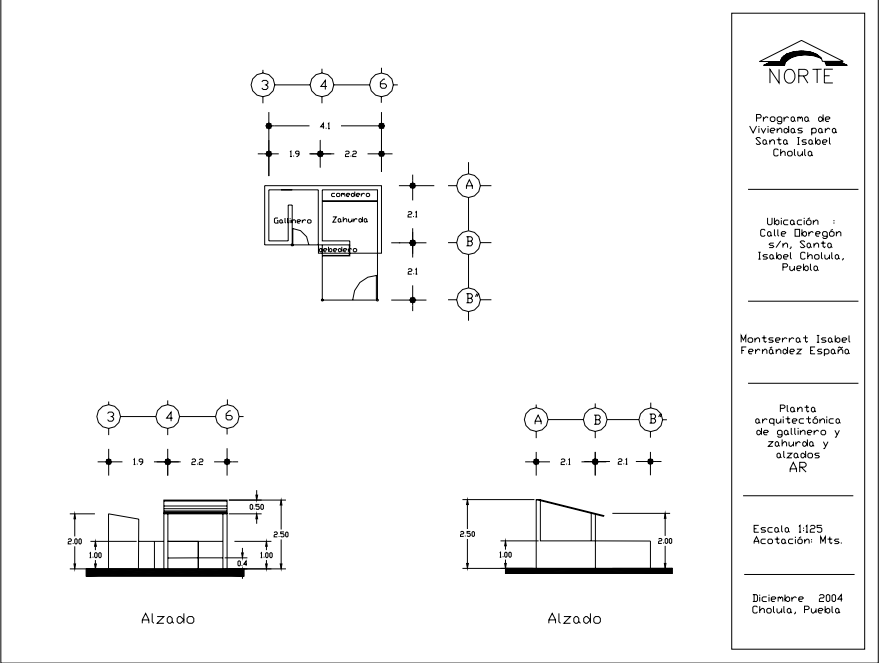 3 4 6
4.1
1.9 2.2
A
comedero
2.1
Gallinero Zahurda
B
bebedero
2.1
B'
3 4 6
1.9 2.2
0.50
2.00
2.50
1.00
1.00
0.4
Alzado
A B B'
2.1 2.1
2.50
2.00
1.00
Alzado
NORTE
Programa de
Viviendas para
Santa Isabel
Cholula
Ubicación :
Calle Obregón
s/n, Santa
Isabel Cholula,
Puebla
Montserrat Isabel
Fernández España
Planta
arquitectónica
de gallinero y
zahurda y
alzados
AR
Escala 1:125
Acotación: Mts.
Diciembre 2004
Cholula, Puebla